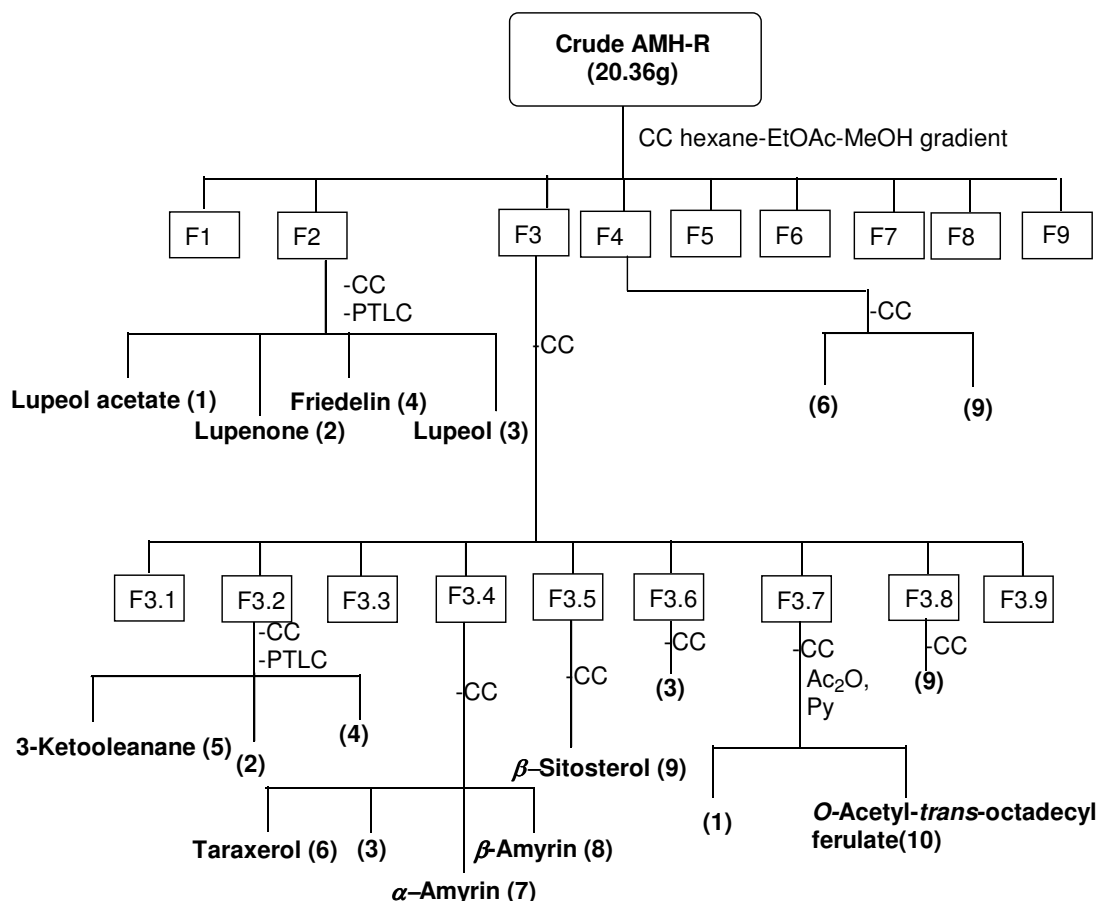 Crude AMH-R
(20.36g)
CC hexane-EtOAc-MeOH gradient
F1
F2
F3
F4
F5
F6
F7
F8
F9
-CC
-PTLC
-CC
-CC
Lupeol acetate (1)
Lupenone (2)
Friedelin (4)
Lupeol (3)
(6)
(9)
F3.1
F3.2
F3.3
F3.4
F3.5
F3.6
F3.7
F3.8
F3.9
-CC
-PTLC
-CC
-CC
-CC
-CC
Ac₂O,
Py
-CC
3-Ketooleanane (5)
(2)
(4)
Taraxerol (6)
(3)
α–Amyrin (7)
β-Amyrin (8)
β–Sitosterol (9)
(3)
(1)
O-Acetyl-trans-octadecyl
ferulate(10)
(9)